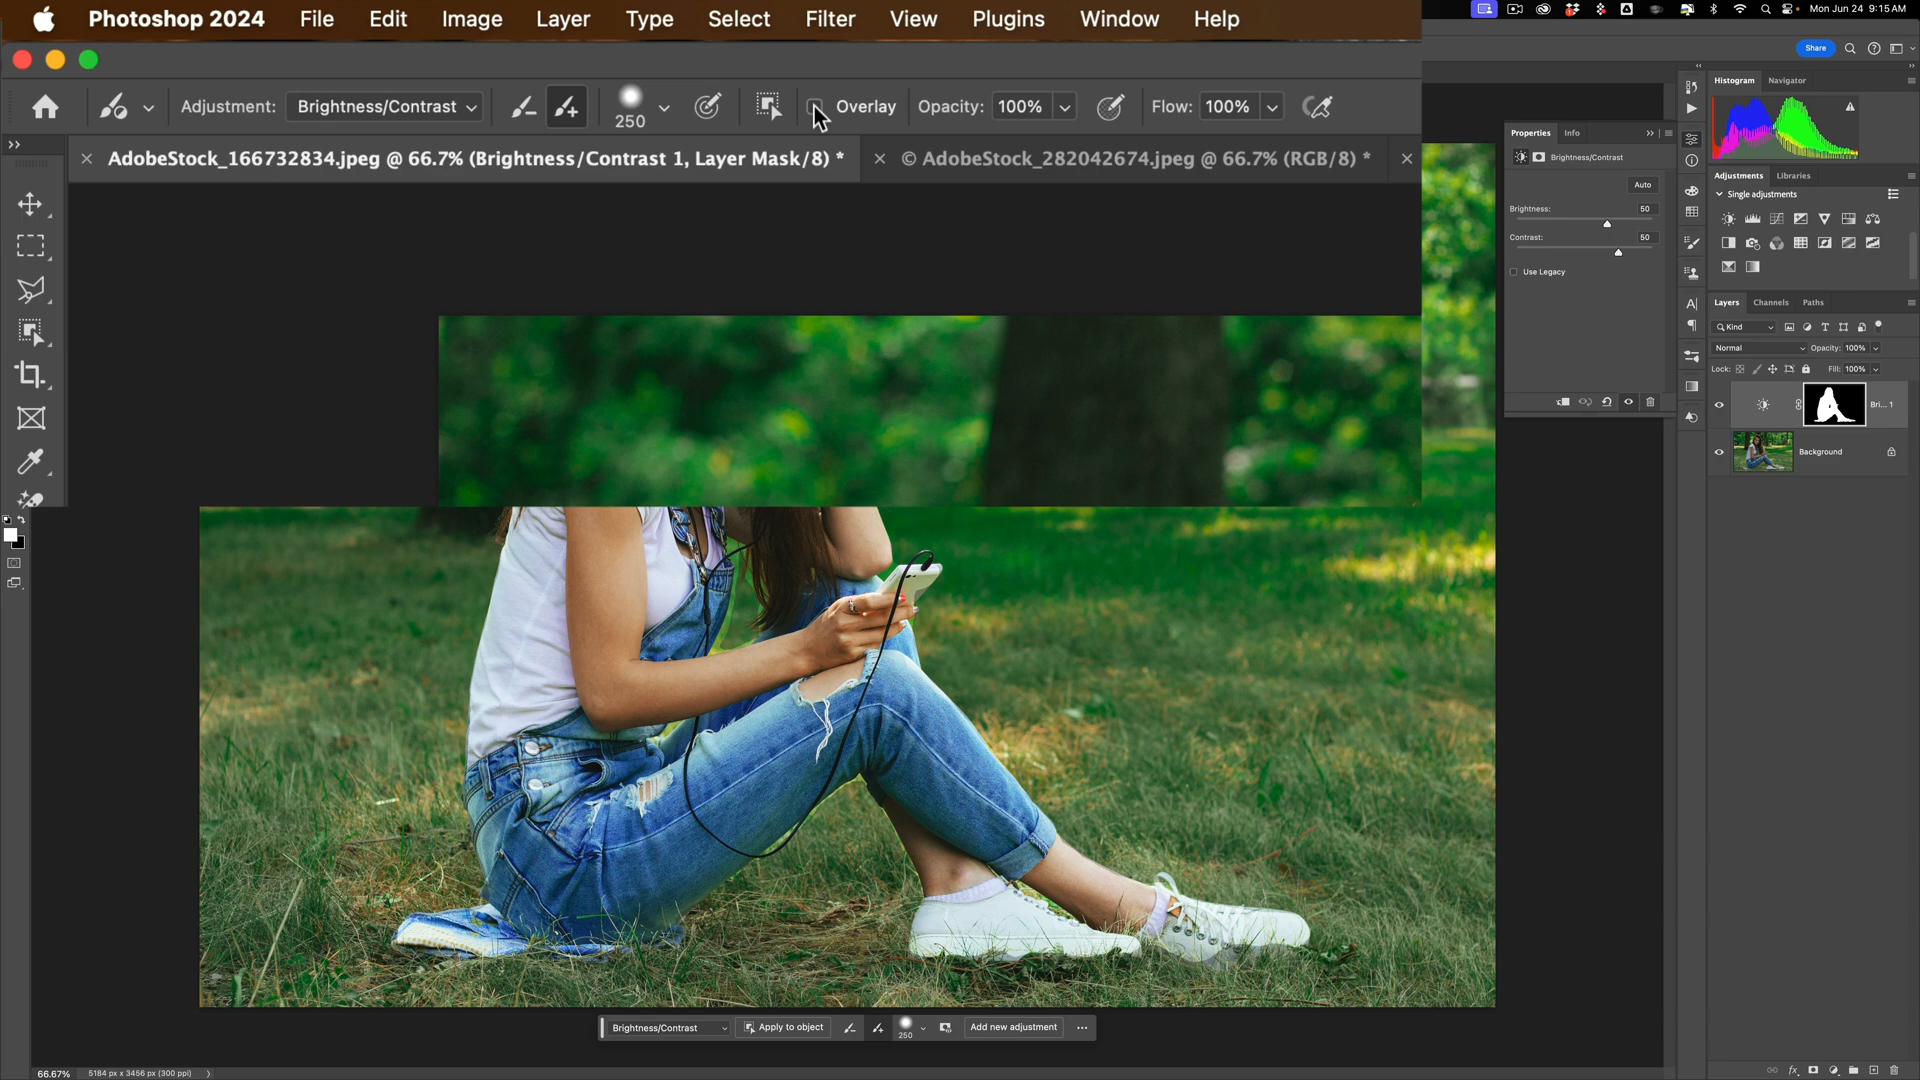 Photoshop 2024 File Edit Image Layer Type Select Filter View Plugins Window Help
Mon Jun 24 9:15 AM
Share
Adjustment: Brightness/Contrast 250 Overlay Opacity: 100% Flow: 100%
AdobeStock_166732834.jpeg @ 66.7% (Brightness/Contrast 1, Layer Mask/8) *
© AdobeStock_282042674.jpeg @ 66.7% (RGB/8) *
Properties Info
Brightness/Contrast
Auto
Brightness: 50
Contrast: 50
Use Legacy
Histogram Navigator
Adjustments Libraries
Single adjustments
Layers Channels Paths
Kind
Normal Opacity: 100%
Lock: Fill: 100%
Bri... 1
Background
Brightness/Contrast Apply to object 250 Add new adjustment
66.67% 5184 px x 3456 px (300 ppi)